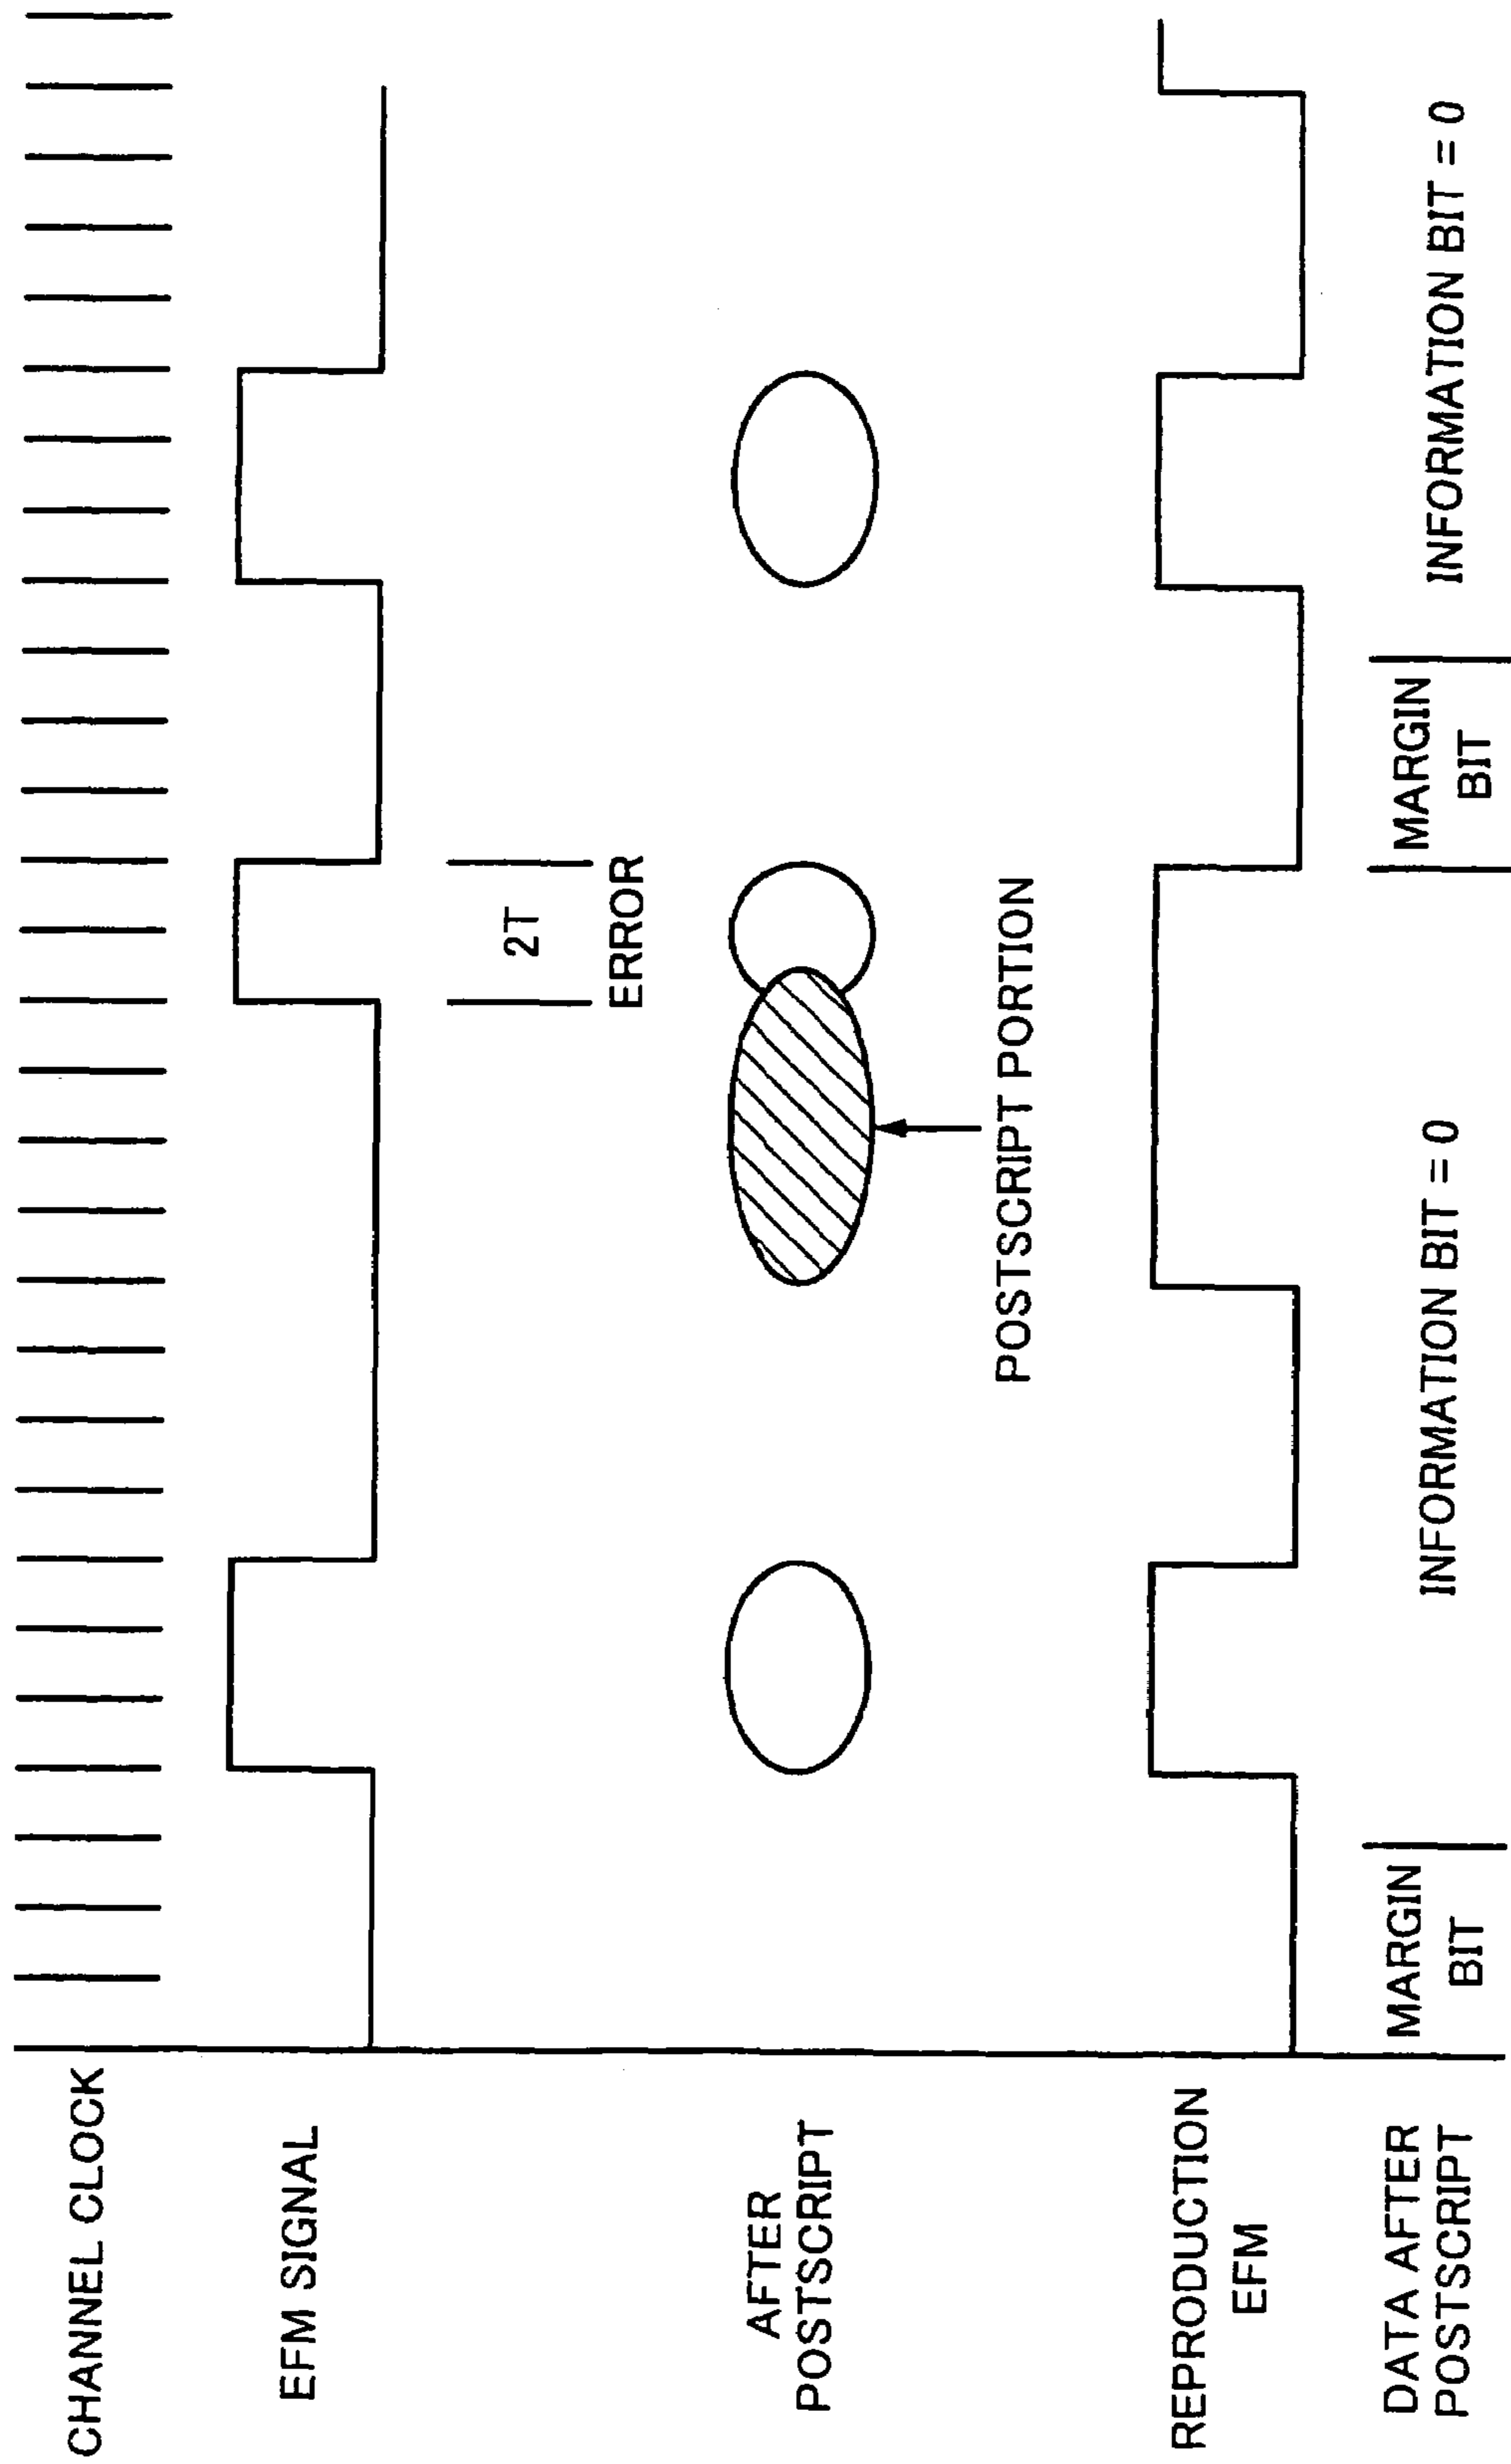 CHANNEL CLOCK
EFM SIGNAL
2T
ERROR
AFTER
POSTSCRIPT
POSTSCRIPT PORTION
REPRODUCTION
EFM
DATA AFTER
POSTSCRIPT
MARGIN
BIT
INFORMATION BIT = 0
MARGIN
BIT
INFORMATION BIT = 0